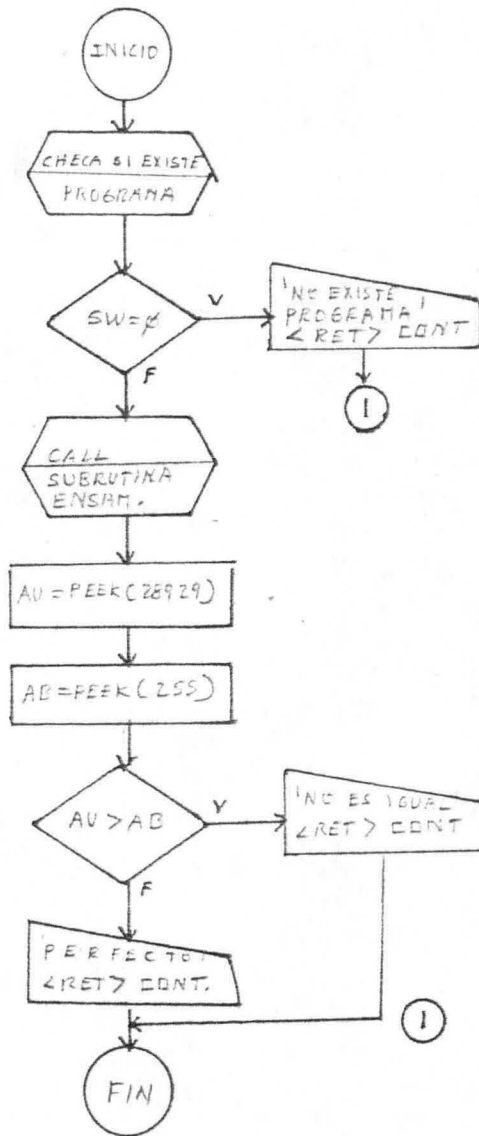 INICIO
CHECA SI EXISTE
PROGRAMA
SW=ø
V
'NO EXISTE
PROGRAMA'
<RET> CONT
F
1
CALL
SUBRUTINA
ENSAM.
AU=PEEK(28929)
AB=PEEK(255)
AU>AB
V
'NO ES IGUAL'
<RET> CONT
F
'PERFECTO'
<RET> CONT.
1
FIN